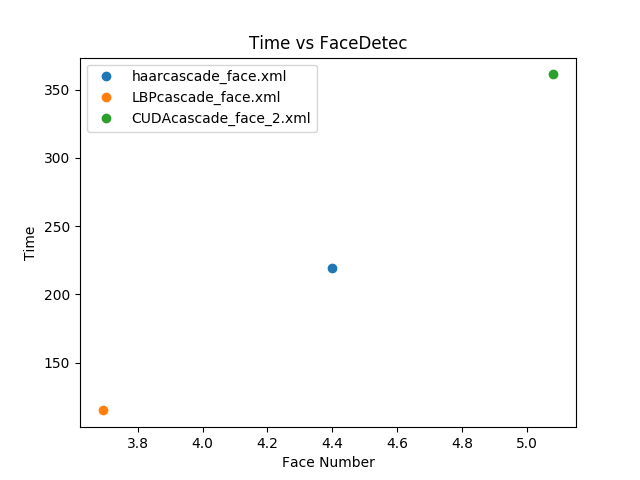 Time vs FaceDetec
haarcascade_face.xml
LBPcascade_face.xml
CUDAcascade_face_2.xml
350
300
250
200
150
Time
3.8 4.0 4.2 4.4 4.6 4.8 5.0
Face Number